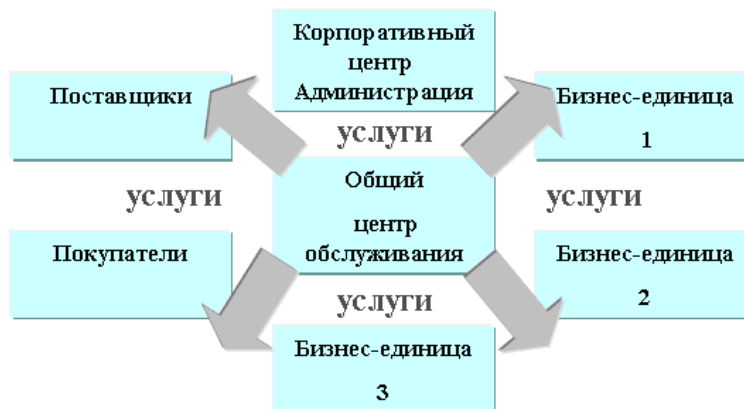 Корпоративный
центр
Администрация
Поставщики
Бизнес-единица
1
услуги
Общий
центр
обслуживания
услуги
услуги
Покупатели
Бизнес-единица
2
услуги
Бизнес-единица
3